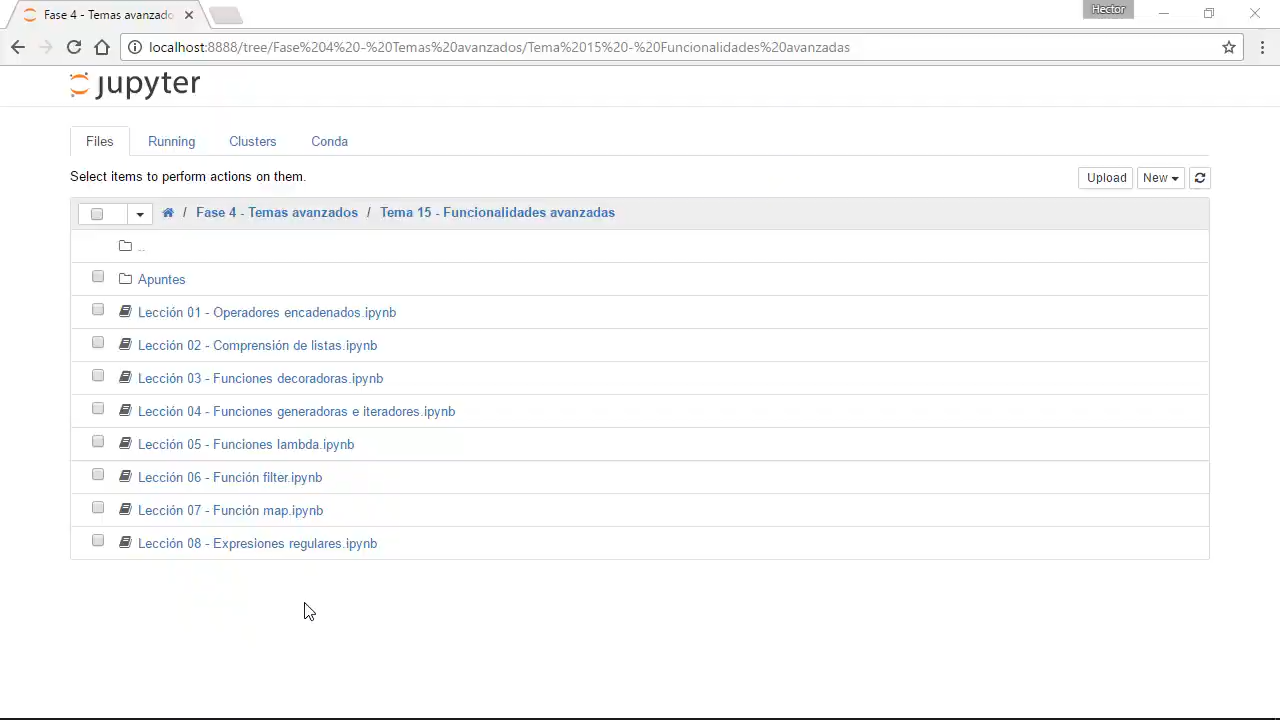 Fase 4 - Temas avanzado
Hector
localhost:8888/tree/Fase%204%20-%20Temas%20avanzados/Tema%2015%20-%20Funcionalidades%20avanzadas
jupyter
Files Running Clusters Conda
Select items to perform actions on them.
Upload New
/ Fase 4 - Temas avanzados / Tema 15 - Funcionalidades avanzadas
..
Apuntes
Lección 01 - Operadores encadenados.ipynb
Lección 02 - Comprensión de listas.ipynb
Lección 03 - Funciones decoradoras.ipynb
Lección 04 - Funciones generadoras e iteradores.ipynb
Lección 05 - Funciones lambda.ipynb
Lección 06 - Función filter.ipynb
Lección 07 - Función map.ipynb
Lección 08 - Expresiones regulares.ipynb